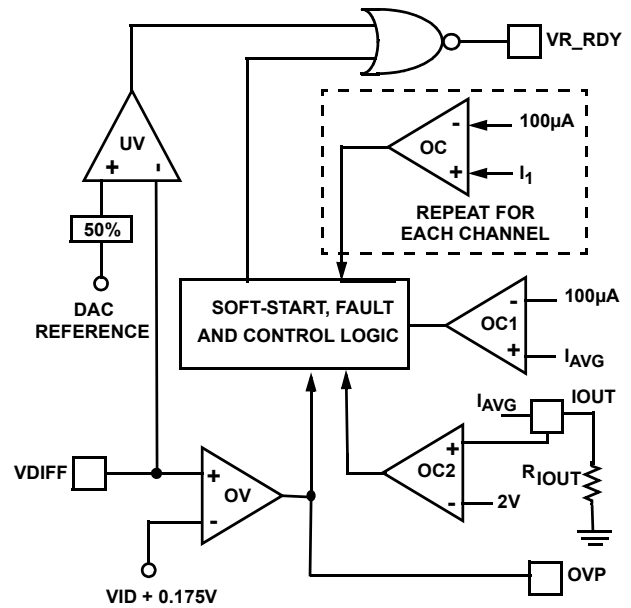 VR_RDY
UV
+ -
50%
DAC
REFERENCE
-
100µA
OC
+
I1
REPEAT FOR
EACH CHANNEL
SOFT-START, FAULT
AND CONTROL LOGIC
-
100µA
OC1
+
IAVG
IAVG
IOUT
+
OC2
-
2V
RIOUT
VDIFF
+
OV
-
VID + 0.175V
OVP